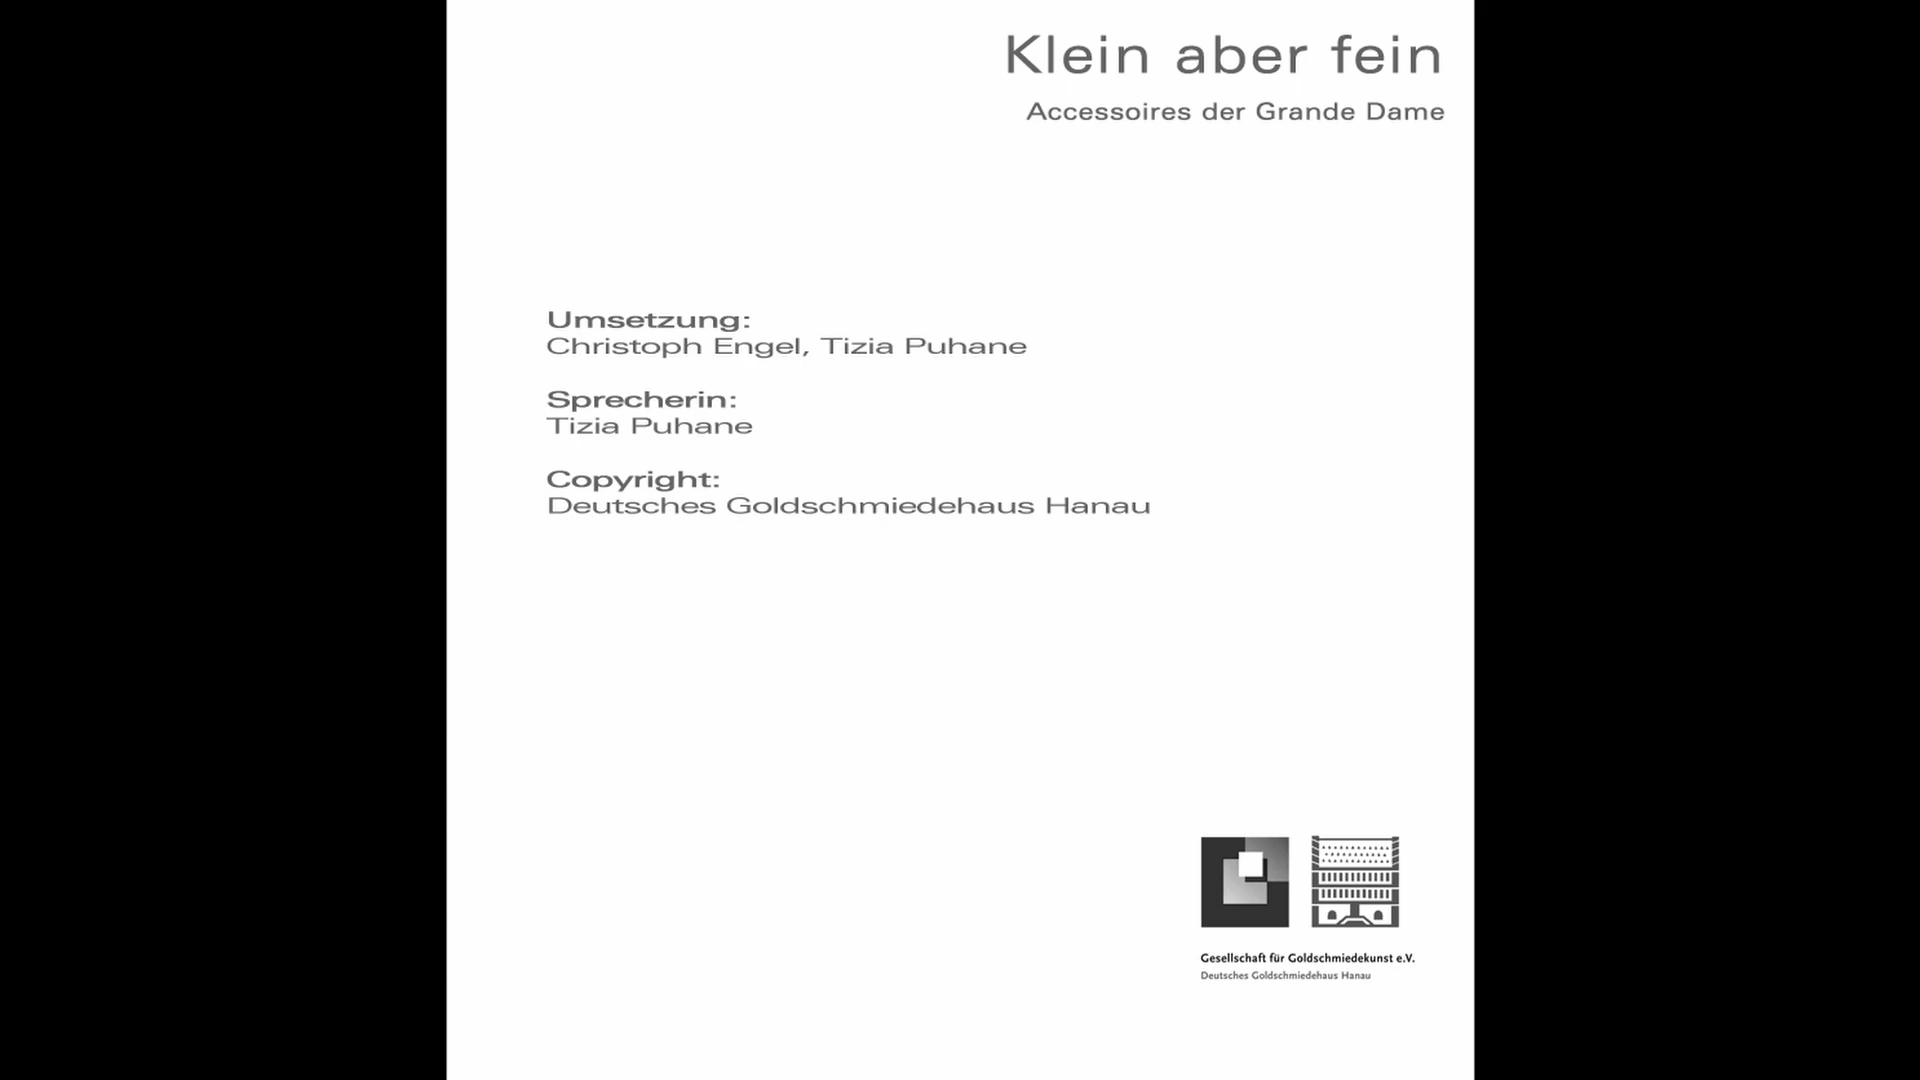 Klein aber fein
Accessoires der Grande Dame
Umsetzung:
Christoph Engel, Tizia Puhane
Sprecherin:
Tizia Puhane
Copyright:
Deutsches Goldschmiedehaus Hanau
Gesellschaft für Goldschmiedekunst e.V.
Deutsches Goldschmiedehaus Hanau